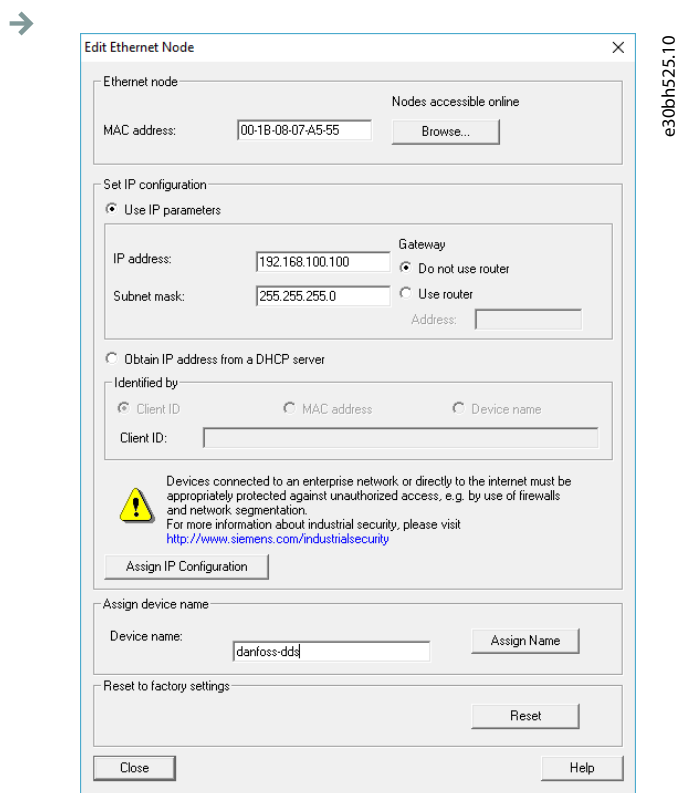 Edit Ethernet Node
e30bh525.10
Ethernet node
Nodes accessible online
MAC address: 00-1B-08-07-A5-55 Browse...
Set IP configuration
Use IP parameters
Gateway
IP address: 192.168.100.100 Do not use router
Subnet mask: 255.255.255.0 Use router
Address:
Obtain IP address from a DHCP server
Identified by
Client ID MAC address Device name
Client ID:
Devices connected to an enterprise network or directly to the internet must be
appropriately protected against unauthorized access, e.g. by use of firewalls
and network segmentation.
For more information about industrial security, please visit
http://www.siemens.com/industrialsecurity
Assign IP Configuration
Assign device name
Device name: danfoss-dds Assign Name
Reset to factory settings
Reset
Close Help